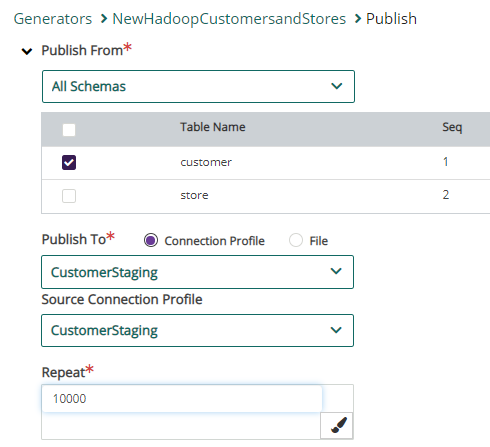 Generators > NewHadoopCustomersandStores > Publish
Publish From*
All Schemas
Table Name Seq
customer 1
store 2
Publish To* Connection Profile File
CustomerStaging
Source Connection Profile
CustomerStaging
Repeat*
10000